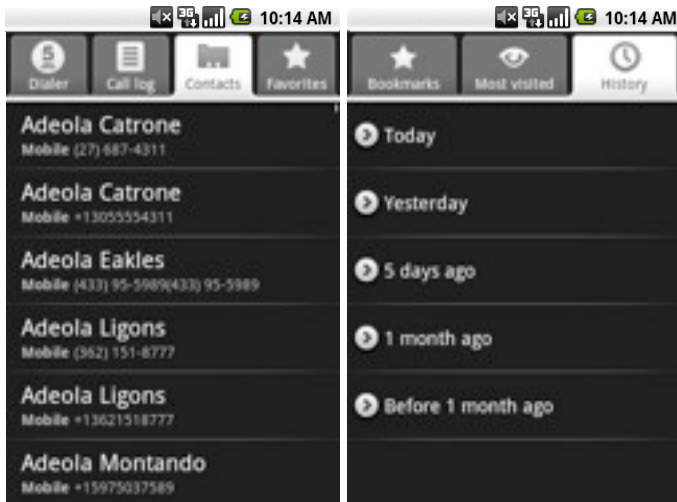 3G 10:14 AM
5
Dialer Call log Contacts Favorites
Adeola Catrone
Mobile (27) 687-4311
Adeola Catrone
Mobile +13055554311
Adeola Eakles
Mobile (433) 95-5989(433) 95-5989
Adeola Ligons
Mobile (362) 151-8777
Adeola Ligons
Mobile +13621518777
Adeola Montando
Mobile +15975037589
3G 10:14 AM
Bookmarks Most visited History
Today
Yesterday
5 days ago
1 month ago
Before 1 month ago